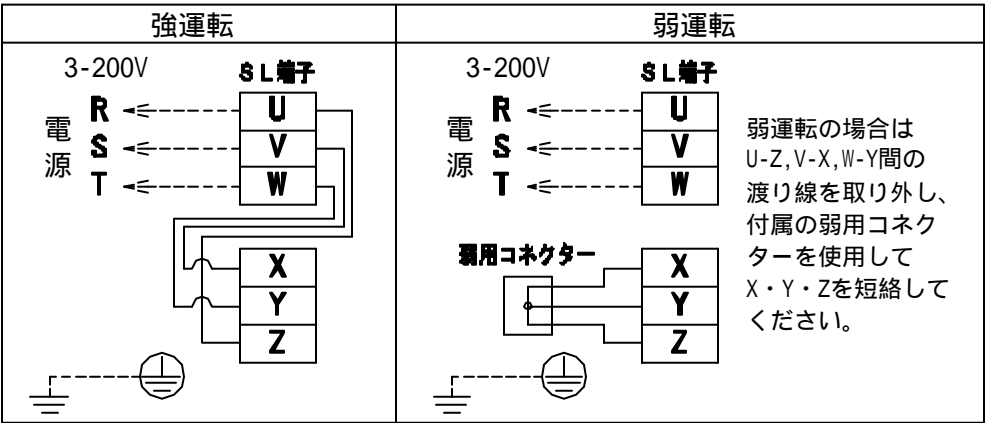 強運転
3-200V
SL端子
電源
R
S
T
U
V
W
X
Y
Z
弱運転
3-200V
SL端子
電源
R
S
T
U
V
W
弱用コネクター
X
Y
Z
弱運転の場合は
U-Z,V-X,W-Y間の
渡り線を取り外し、
付属の弱用コネク
ターを使用して
X・Y・Zを短絡して
ください。